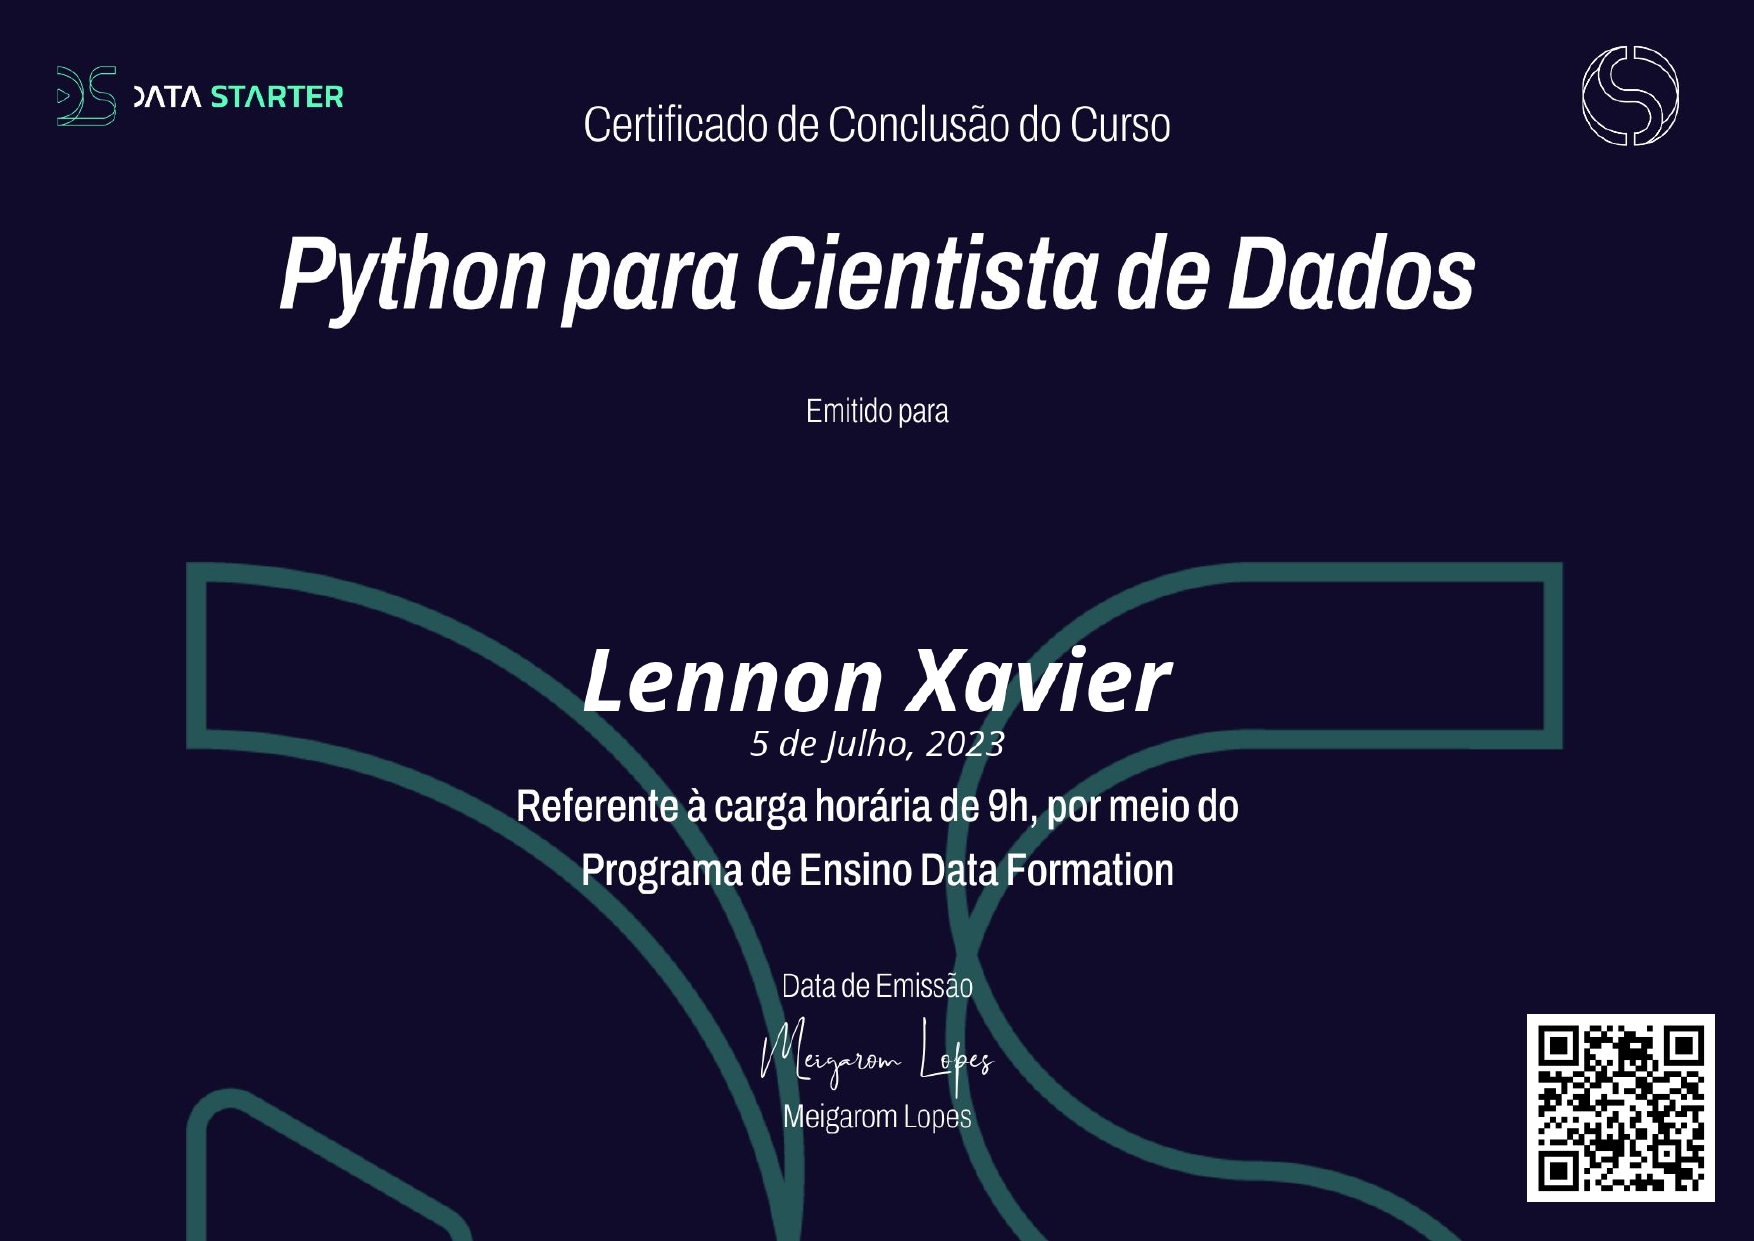 DATA STARTER
Certificado de Conclusão do Curso
Python para Cientista de Dados
Emitido para
Lennon Xavier
5 de Julho, 2023
Referente à carga horária de 9h, por meio do
Programa de Ensino Data Formation
Data de Emissão
Meigarom Lopes
Meigarom Lopes